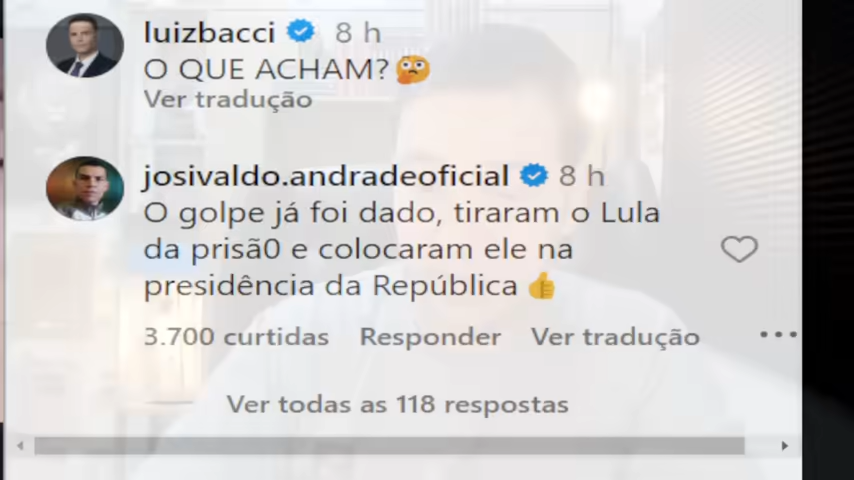 luizbacci 8 h
O QUE ACHAM?🤔
Ver tradução
josivaldo.andradeoficial 8 h
O golpe já foi dado, tiraram o Lula
da prisã0 e colocaram ele na
presidência da República 👍
3.700 curtidas Responder Ver tradução ...
Ver todas as 118 respostas